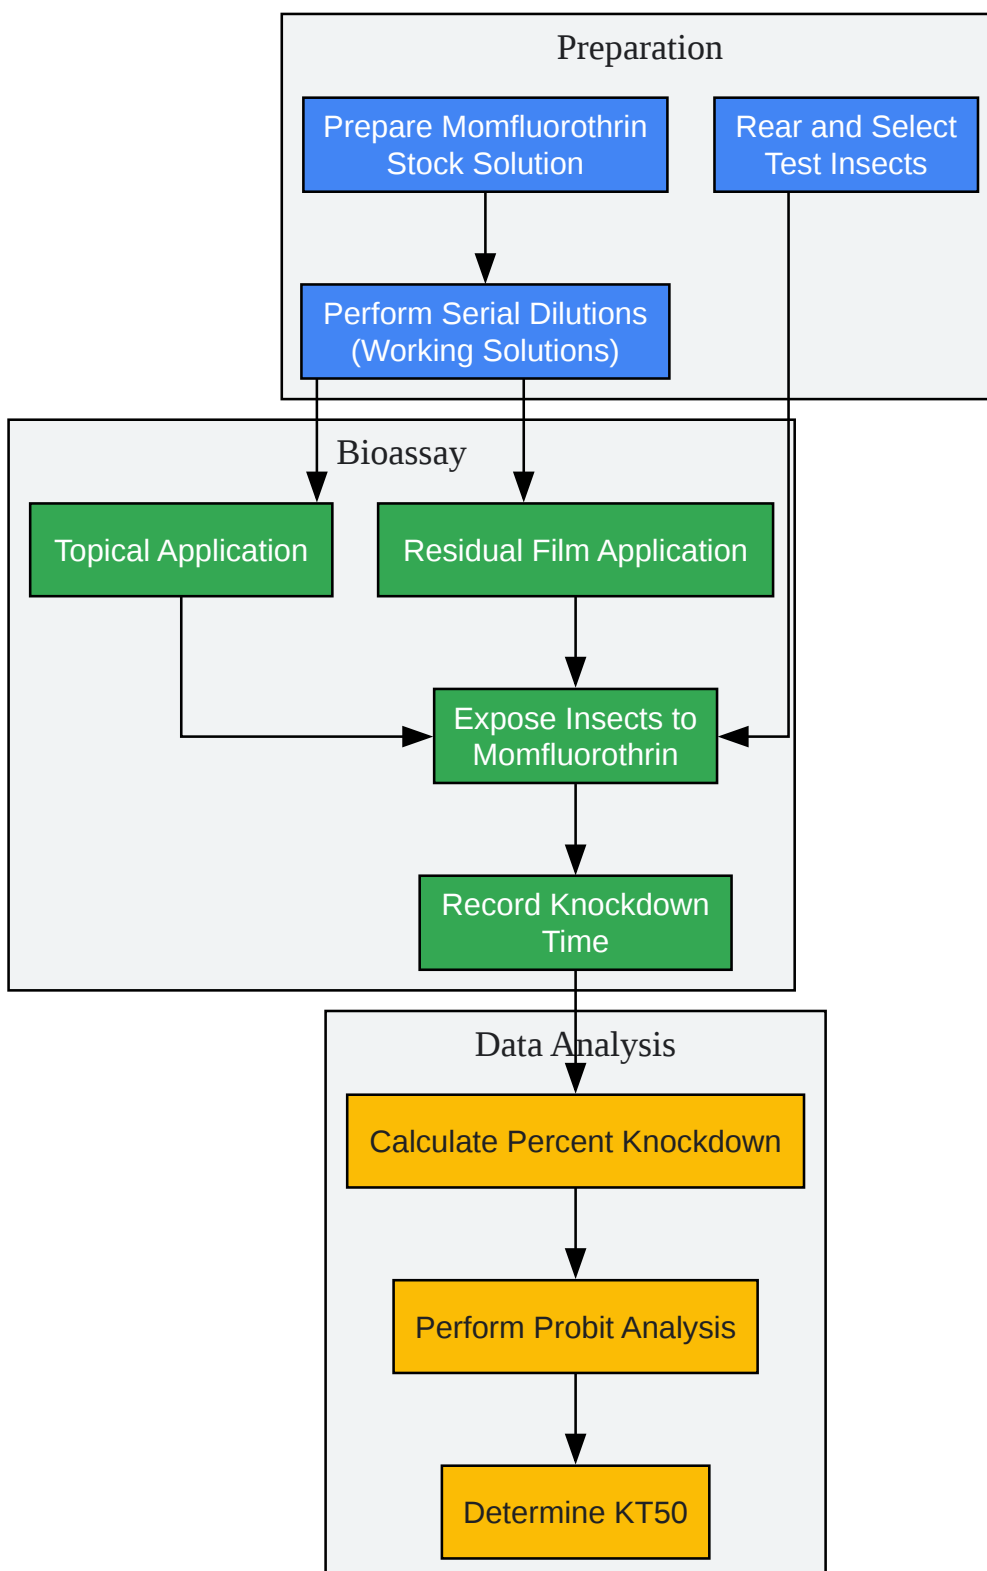 Preparation
Prepare Momfluorothrin
Stock Solution
Rear and Select
Test Insects
Perform Serial Dilutions
(Working Solutions)
Bioassay
Topical Application
Residual Film Application
Expose Insects to
Momfluorothrin
Record Knockdown
Time
Data Analysis
Calculate Percent Knockdown
Perform Probit Analysis
Determine KT50